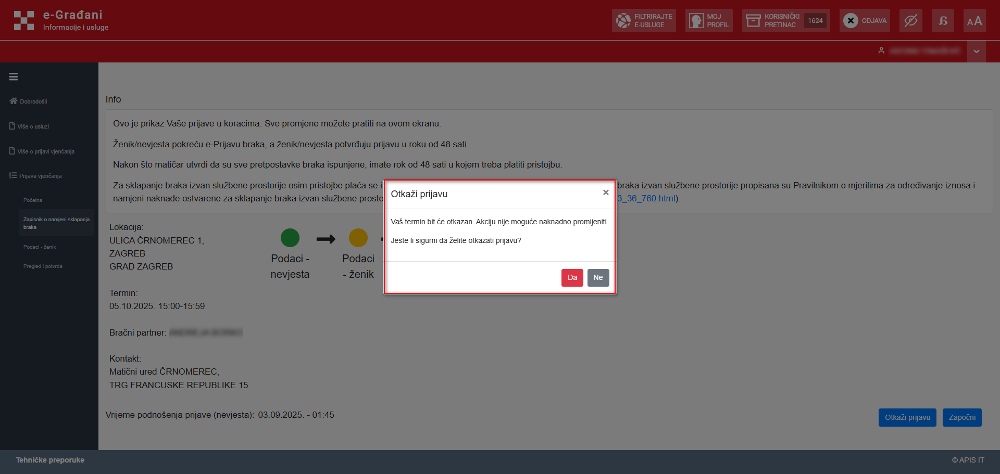 e-Građani
Informacije i usluge
FILTRIRAJTE
E-USLUGE
MOJ
PROFIL
KORISNIČKI
PRETINAC
1624
ODJAVA
AA
Dobrodošli
Više o usluzi
Više o prijavi vjenčanja
Prijava vjenčanja
Početna
Zapisnik o namjeni sklapanja
braka
Podaci - ženik
Pregled i potvrda
Info
Ovo je prikaz Vaše prijave u koracima. Sve promjene možete pratiti na ovom ekranu.
Ženik/nevjesta pokreću e-Prijavu braka, a ženik/nevjesta potvrđuju prijavu u roku od 48 sati.
Nakon što matičar utvrdi da su sve pretpostavke braka ispunjene, imate rok od 48 sati u kojem treba platiti pristojbu.
Za sklapanje braka izvan službene prostorije osim pristojbe plaća se i braka izvan službene prostorije propisana su Pravilnikom o mjerilima za određivanje iznosa i
namjeni naknade ostvarene za sklapanje braka izvan službene prosto 3_36_760.html).
Lokacija:
ULICA ČRNOMEREC 1,
ZAGREB
GRAD ZAGREB
Podaci -
nevjesta
Podaci
- ženik
Termin:
05.10.2025. 15:00-15:59
Bračni partner:
Kontakt:
Matični ured ČRNOMEREC,
TRG FRANCUSKE REPUBLIKE 15
Vrijeme podnošenja prijave (nevjesta): 03.09.2025. - 01:45
Otkaži prijavu
Započni
Otkaži prijavu
×
Vaš termin bit će otkazan. Akciju nije moguće naknadno promijeniti.
Jeste li sigurni da želite otkazati prijavu?
Da
Ne
Tehničke preporuke
© APIS IT